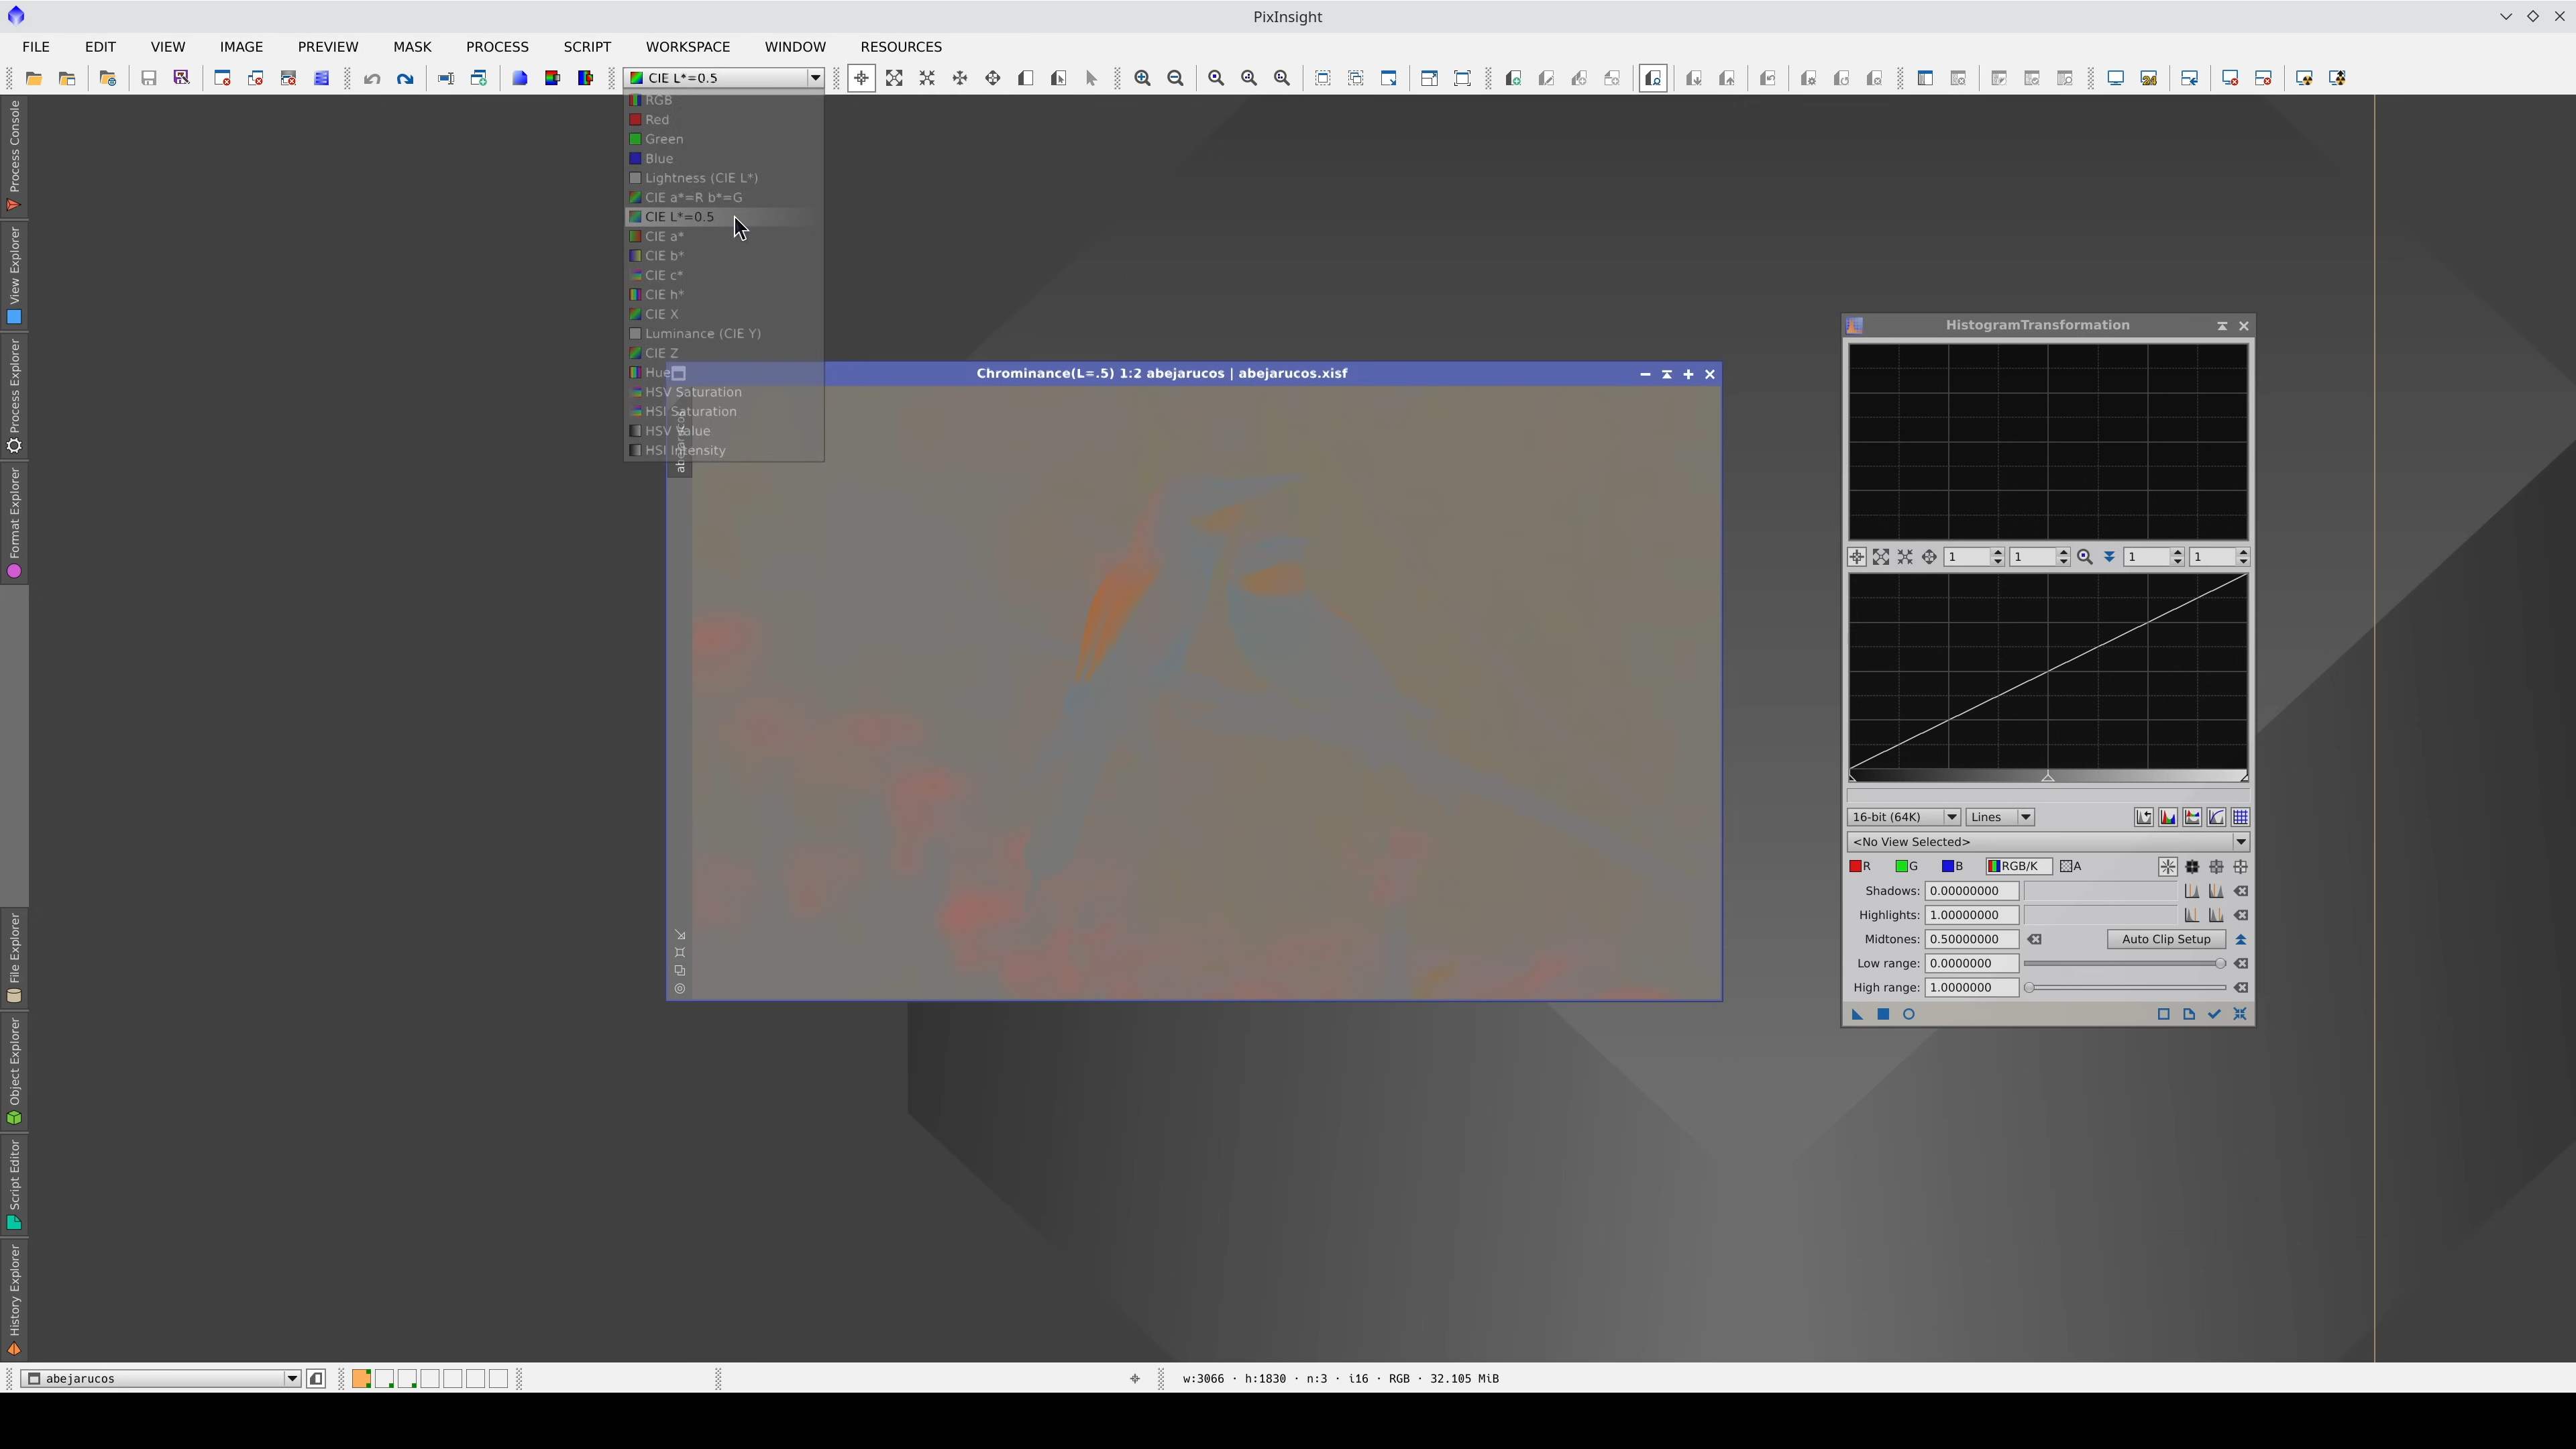 PixInsight
FILE EDIT VIEW IMAGE PREVIEW MASK PROCESS SCRIPT WORKSPACE WINDOW RESOURCES
CIE L*=0.5
24
RGB
Red
Green
Blue
Lightness (CIE L*)
CIE a*=R b*=G
CIE L*=0.5
CIE a*
CIE b*
CIE c*
CIE h*
CIE X
Luminance (CIE Y)
CIE Z
Hue
HSV Saturation
HSI Saturation
HSV Value
HSI Intensity
Process Console
View Explorer
Process Explorer
Format Explorer
File Explorer
Object Explorer
Script Editor
History Explorer
Chrominance(L=.5) 1:2 abejarucos | abejarucos.xisf
abejarucos
HistogramTransformation
1 1 1 1
16-bit (64K) Lines
<No View Selected>
R G B RGB/K A
Shadows: 0.00000000
Highlights: 1.00000000
Midtones: 0.50000000 Auto Clip Setup
Low range: 0.0000000
High range: 1.0000000
abejarucos
w:3066 · h:1830 · n:3 · i16 · RGB · 32.105 MiB